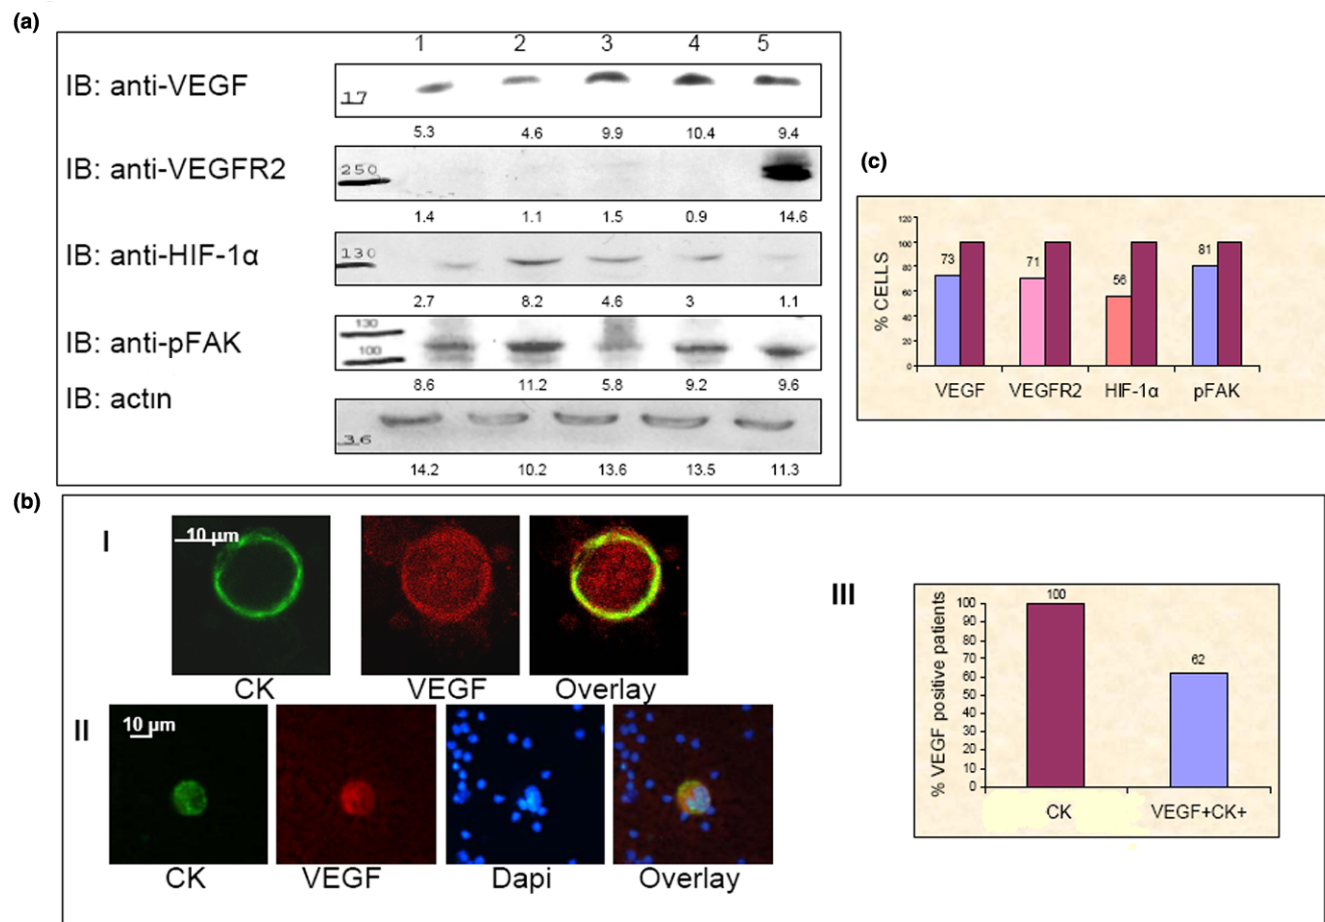 (a)
1 2 3 4 5
IB: anti-VEGF
17
5.3 4.6 9.9 10.4 9.4
IB: anti-VEGFR2
250
1.4 1.1 1.5 0.9 14.6
IB: anti-HIF-1α
130
2.7 8.2 4.6 3 1.1
IB: anti-pFAK
130
100
8.6 11.2 5.8 9.2 9.6
IB: actin
36
14.2 10.2 13.6 13.5 11.3
(c)
% CELLS
120
100
80
60
40
20
0
73 71 56 81
VEGF VEGFR2 HIF-1α pFAK
(b)
I
10 µm
CK VEGF Overlay
II
10 µm
CK VEGF Dapi Overlay
III
% VEGF positive patients
100
90
80
70
60
50
40
30
20
10
0
100
62
CK VEGF+CK+